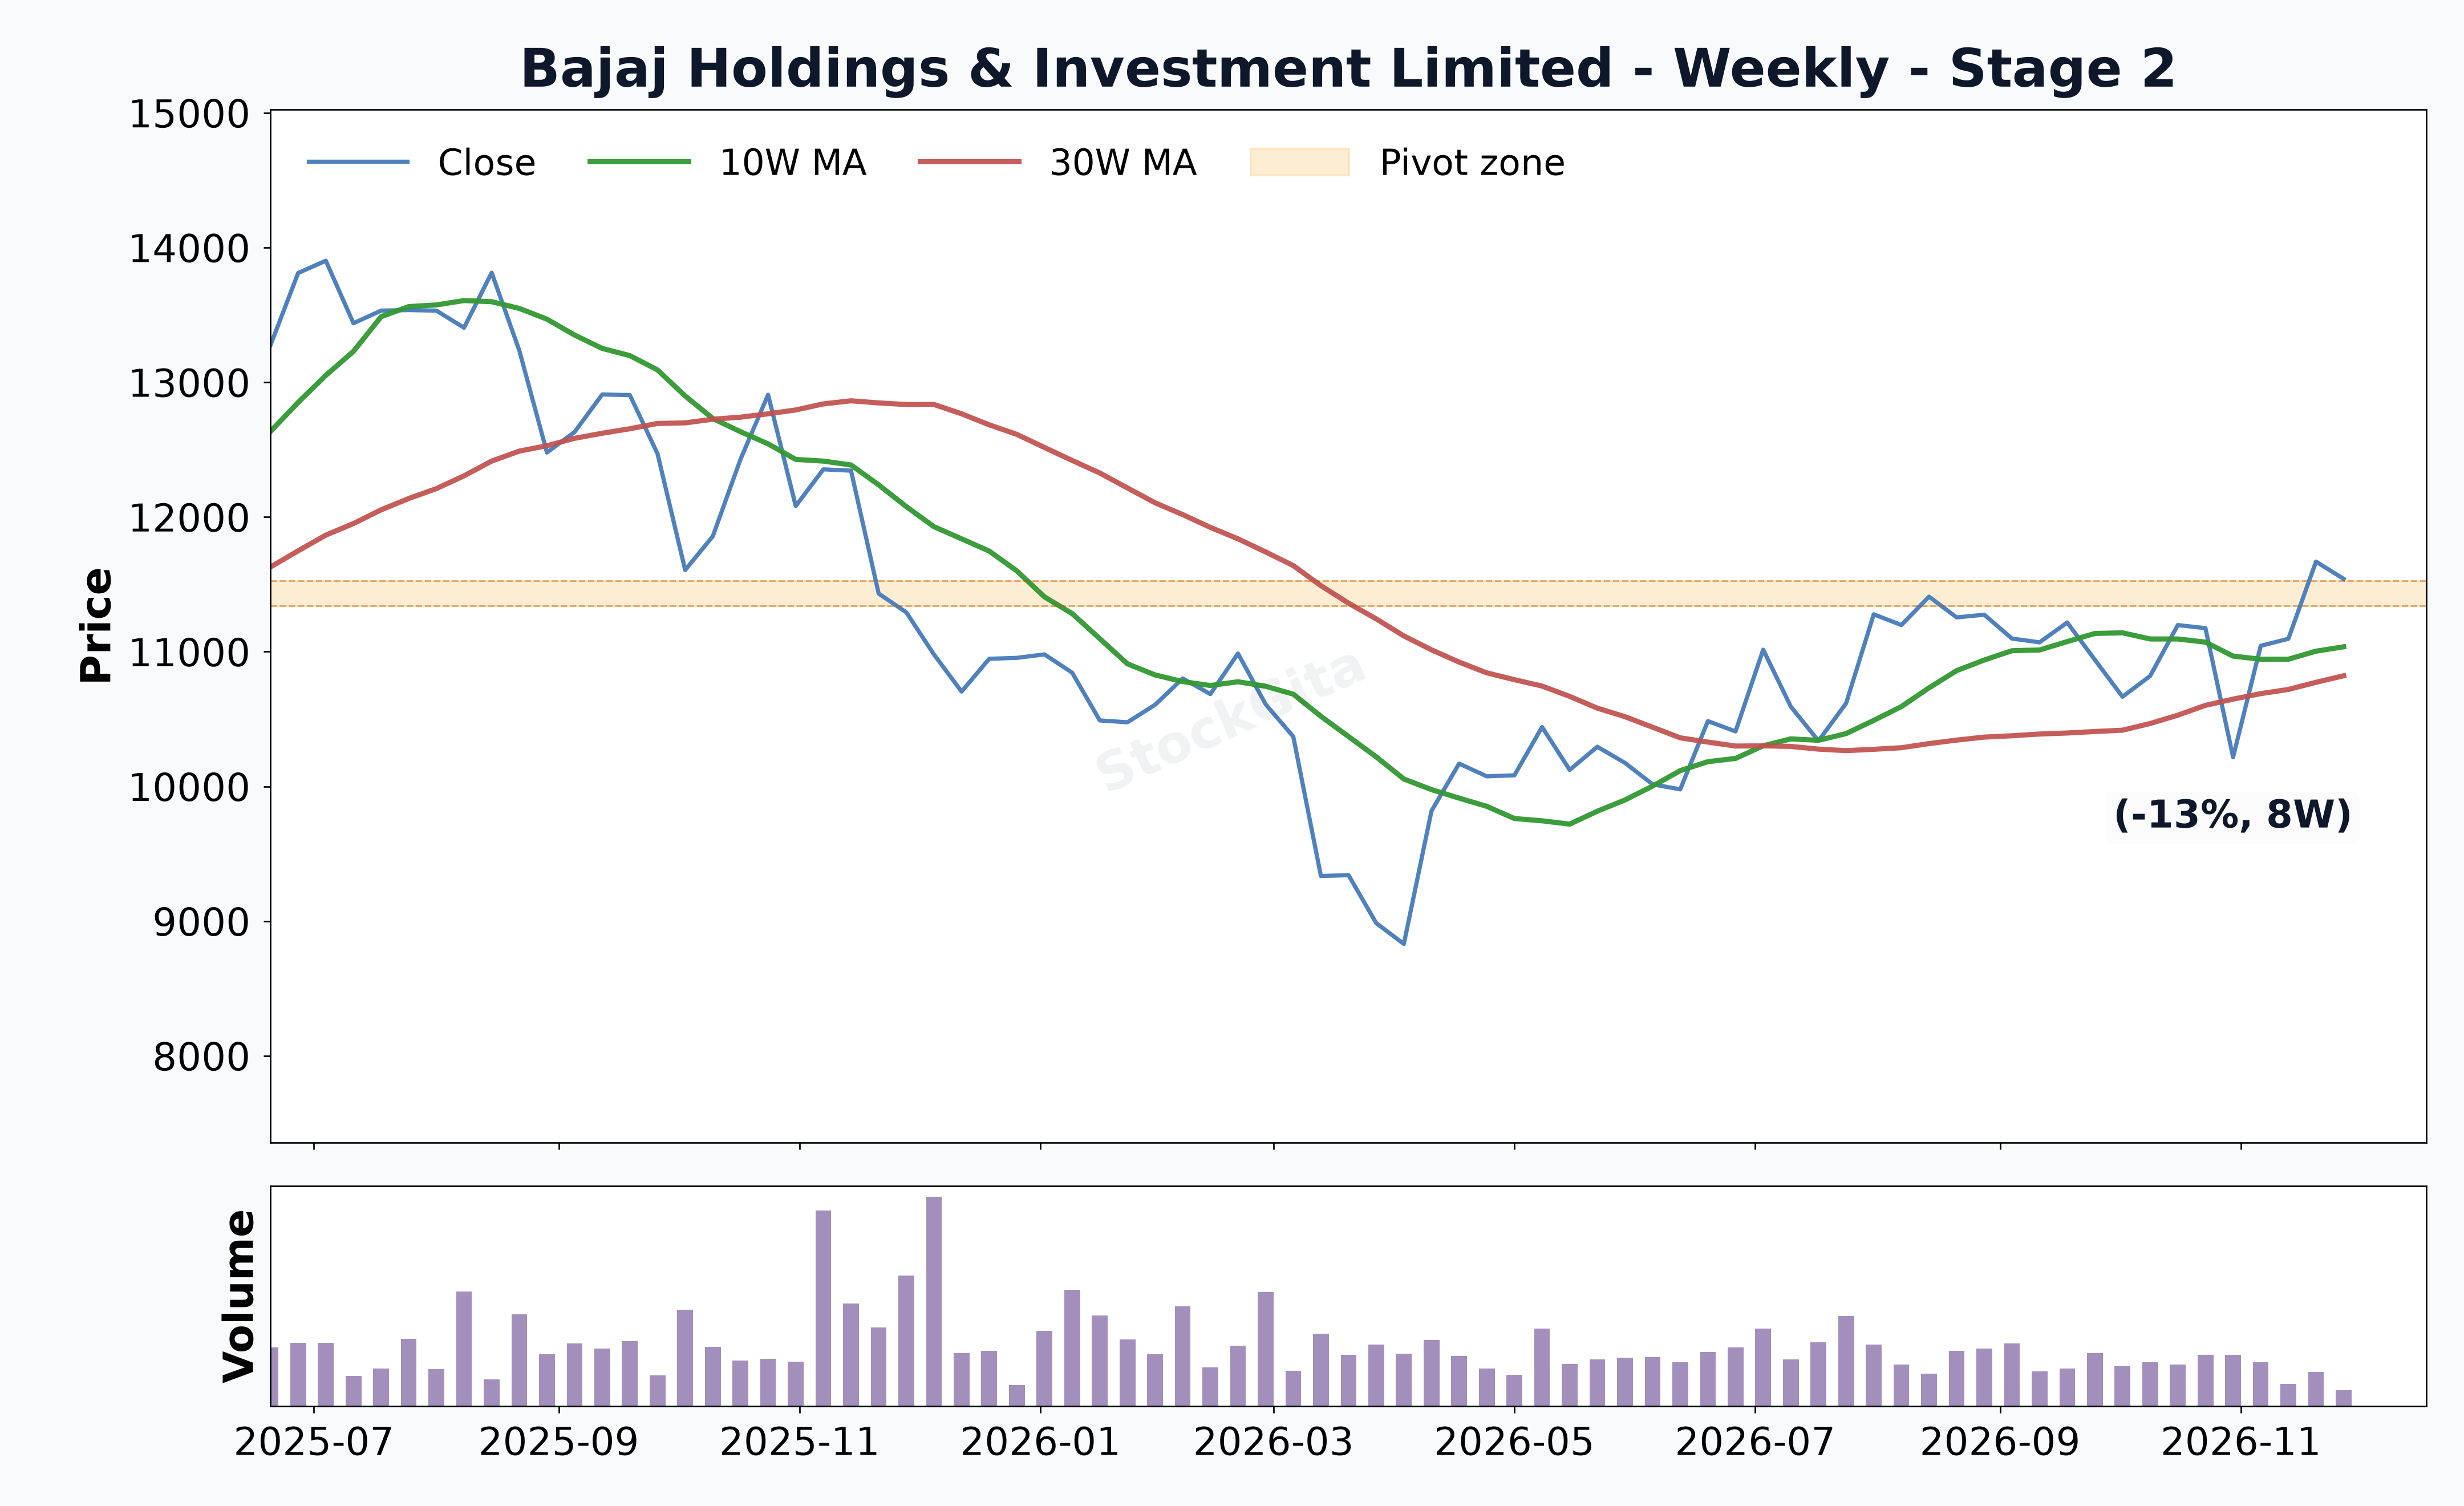 Bajaj Holdings & Investment Limited - Weekly - Stage 2
Close 10W MA 30W MA Pivot zone
15000
14000
13000
12000
11000
10000
9000
8000
Price
StockGita
(-13%, 8W)
Volume
2025-07 2025-09 2025-11 2026-01 2026-03 2026-05 2026-07 2026-09 2026-11